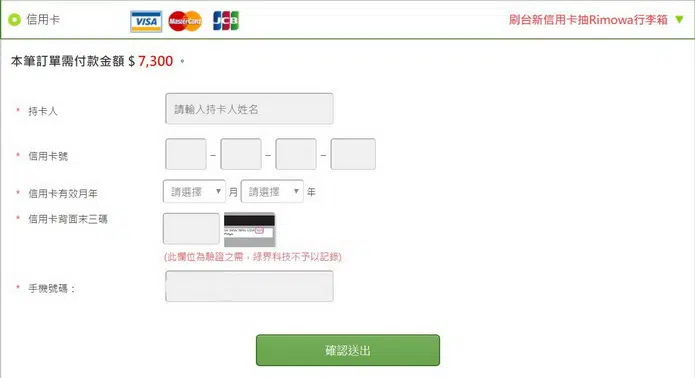 信用卡 VISA MasterCard JCB 刷台新信用卡抽Rimowa行李箱 ▼
本筆訂單需付款金額 $ 7,300 。
* 持卡人 請輸入持卡人姓名
* 信用卡號 – – –
* 信用卡有效月年 請選擇 ▼ 月 請選擇 ▼ 年
* 信用卡背面末三碼
(此欄位為驗證之需，綠界科技不予以記錄)
* 手機號碼：
確認送出